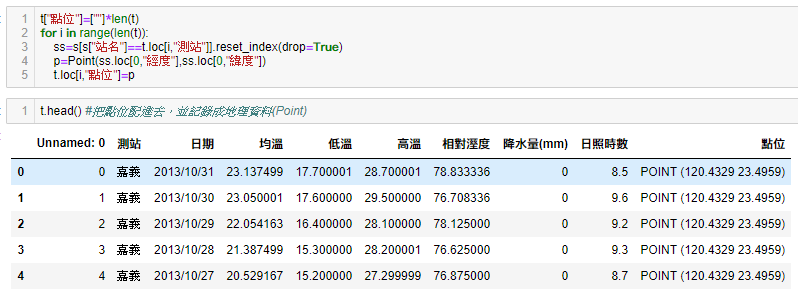 1 t["點位"]=[""]*len(t)
2 for i in range(len(t)):
3 ss=s[s["站名"]==t.loc[i,"測站"]].reset_index(drop=True)
4 p=Point(ss.loc[0,"經度"],ss.loc[0,"緯度"])
5 t.loc[i,"點位"]=p
1 t.head() #把點位配進去，並記錄成地理資料(Point)
Unnamed: 0 測站 日期 均溫 低溫 高溫 相對溼度 降水量(mm) 日照時數 點位
0 0 嘉義 2013/10/31 23.137499 17.700001 28.700001 78.833336 0 8.5 POINT (120.4329 23.4959)
1 1 嘉義 2013/10/30 23.050001 17.600000 29.500000 76.708336 0 9.6 POINT (120.4329 23.4959)
2 2 嘉義 2013/10/29 22.054163 16.400000 28.100000 78.125000 0 9.2 POINT (120.4329 23.4959)
3 3 嘉義 2013/10/28 21.387499 15.300000 28.200001 76.625000 0 9.3 POINT (120.4329 23.4959)
4 4 嘉義 2013/10/27 20.529167 15.200000 27.299999 76.875000 0 8.7 POINT (120.4329 23.4959)